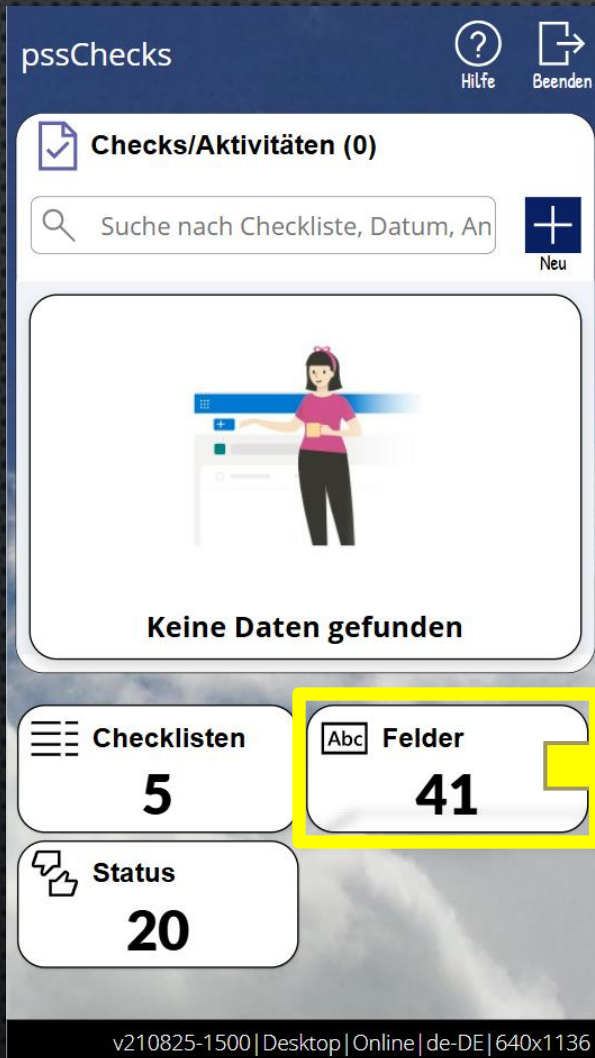 pssChecks
Hilfe
Beenden
Checks/Aktivitäten (0)
Suche nach Checkliste, Datum, An
Neu
Keine Daten gefunden
Checklisten
5
Abc Felder
41
Status
20
v210825-1500|Desktop|Online|de-DE|640x1136